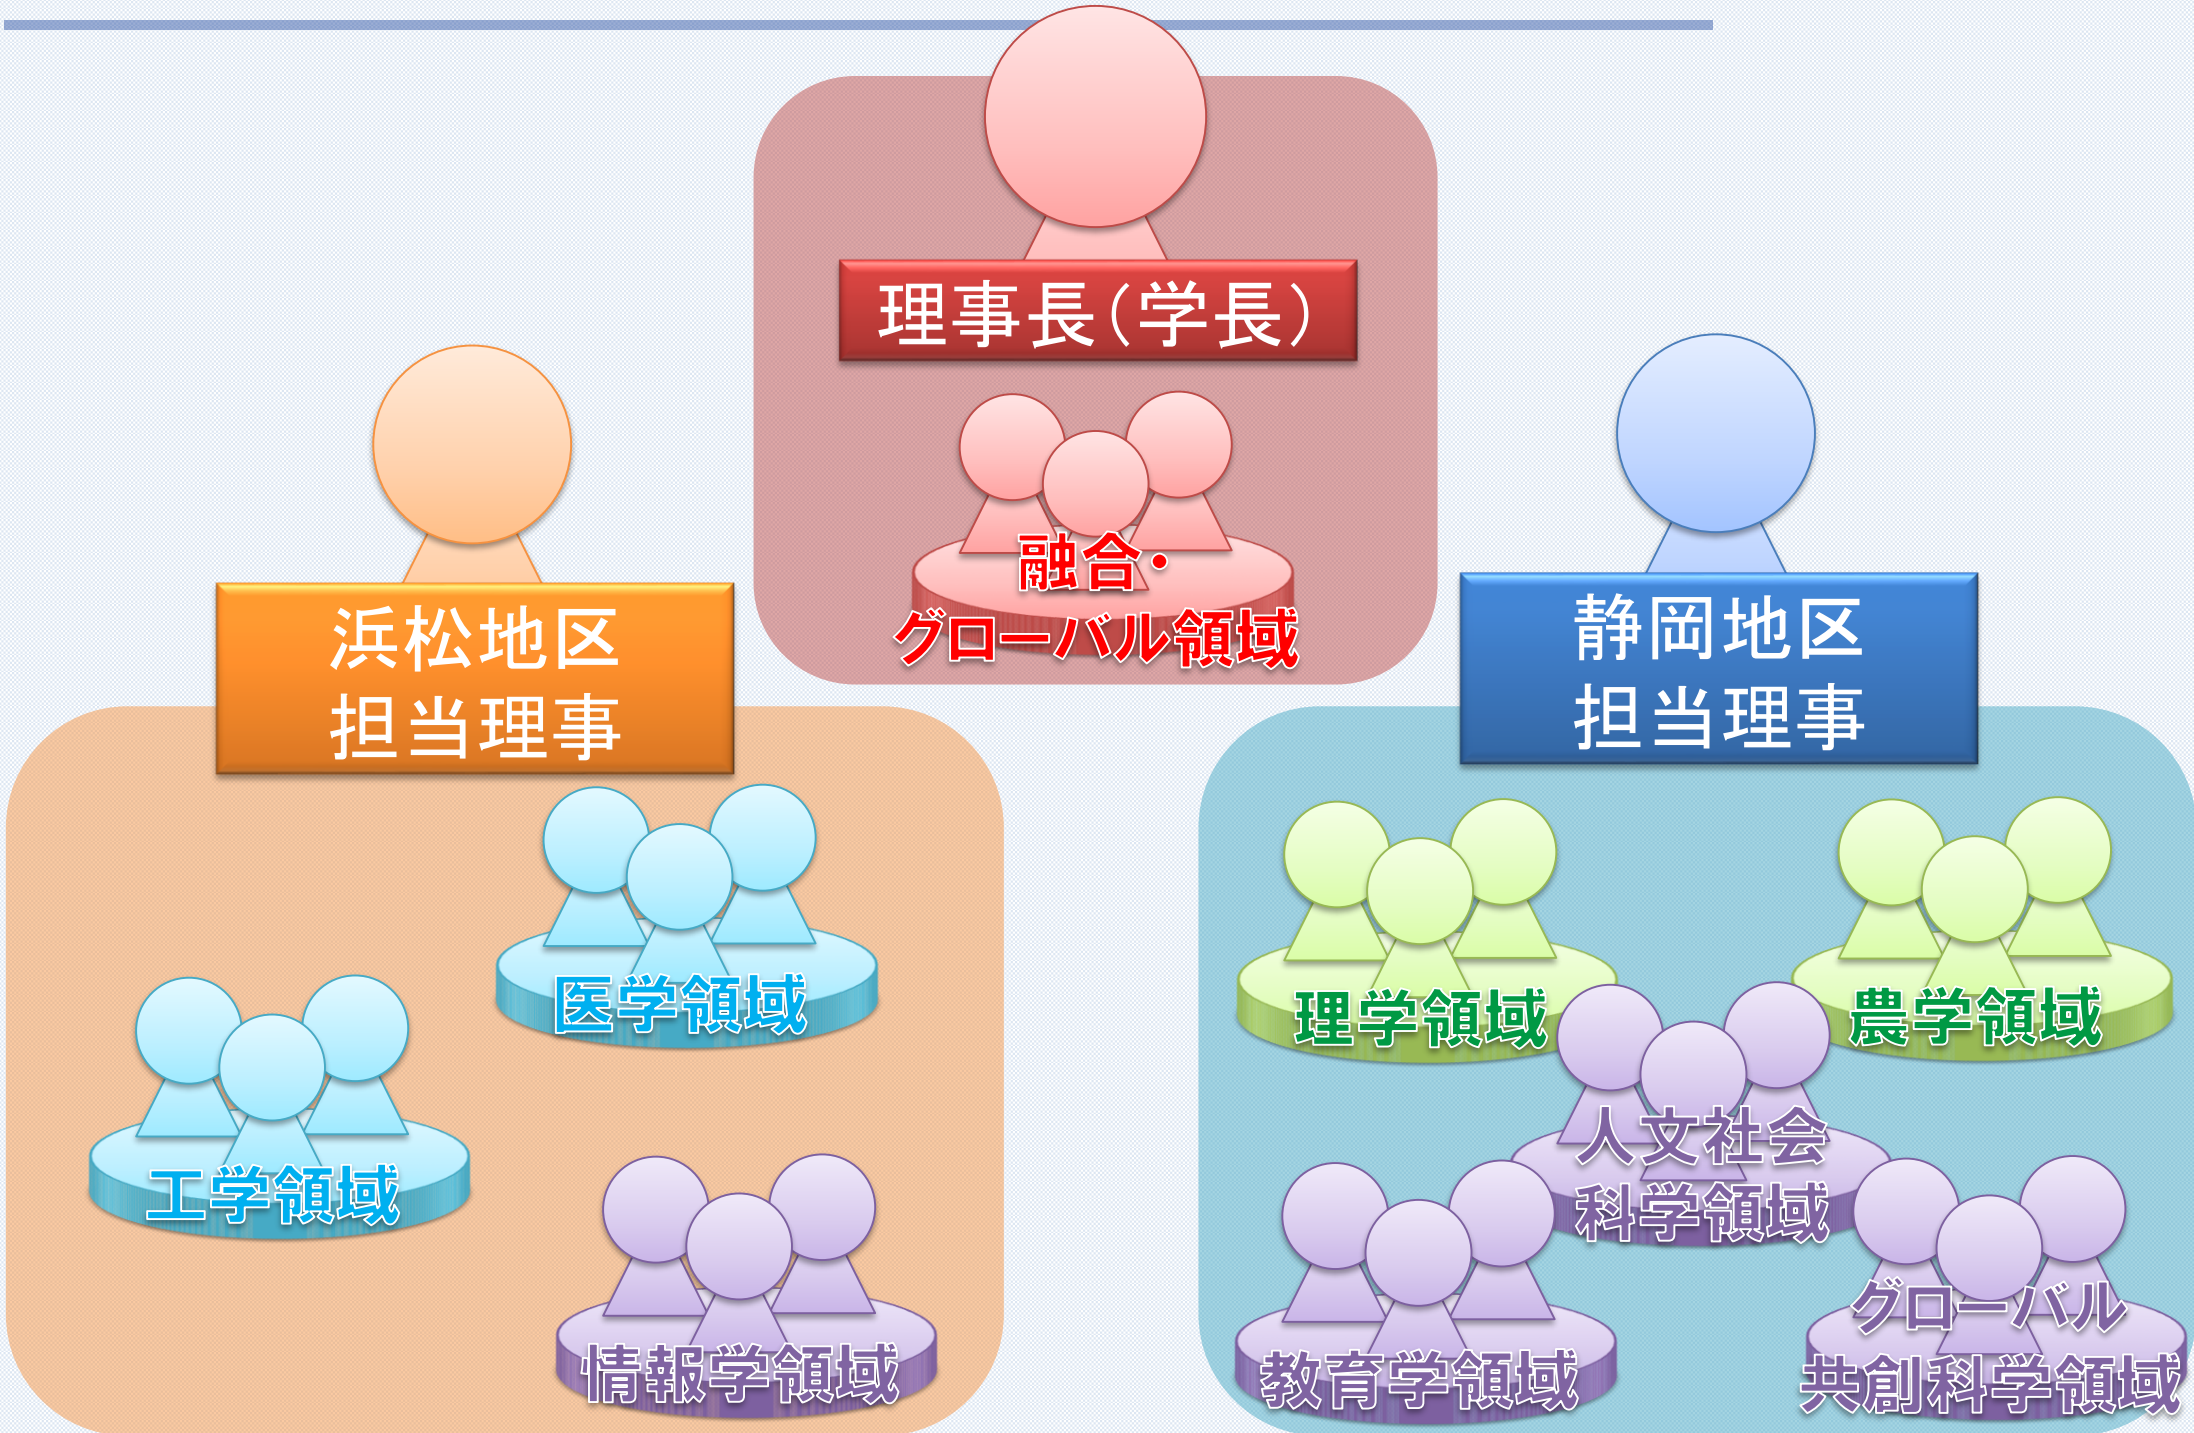 理事長（学長）
融合・
グローバル領域
浜松地区
担当理事
医学領域
工学領域
情報学領域
静岡地区
担当理事
理学領域
農学領域
人文社会
科学領域
教育学領域
グローバル
共創科学領域